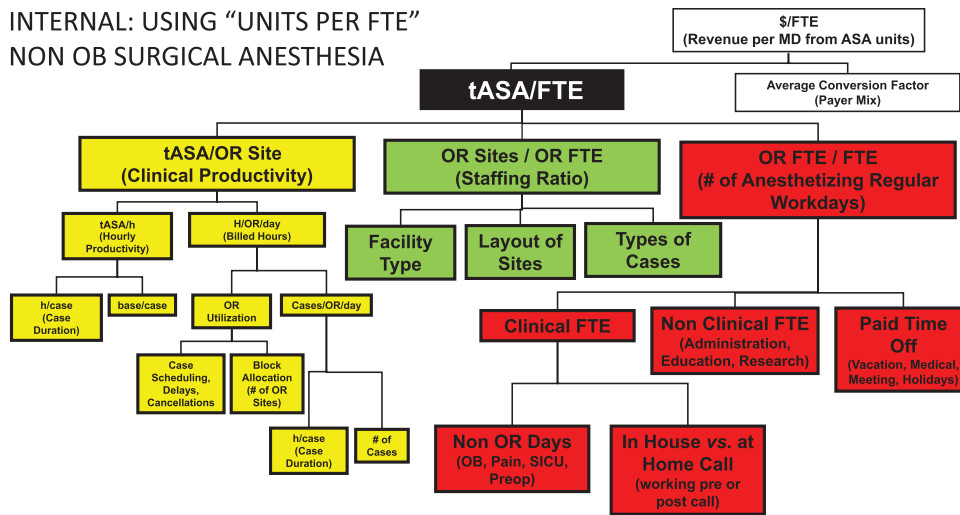 INTERNAL: USING “UNITS PER FTE”
NON OB SURGICAL ANESTHESIA
$/FTE
(Revenue per MD from ASA units)
tASA/FTE
Average Conversion Factor
(Payer Mix)
tASA/OR Site
(Clinical Productivity)
OR Sites / OR FTE
(Staffing Ratio)
OR FTE / FTE
(# of Anesthetizing Regular
Workdays)
tASA/h
(Hourly
Productivity)
H/OR/day
(Billed Hours)
Facility
Type
Layout of
Sites
Types of
Cases
h/case
(Case
Duration)
base/case
OR
Utilization
Cases/OR/day
Clinical FTE
Non Clinical FTE
(Administration,
Education, Research)
Paid Time
Off
(Vacation, Medical,
Meeting, Holidays)
Case
Scheduling,
Delays,
Cancellations
Block
Allocation
(# of OR
Sites)
h/case
(Case
Duration)
# of
Cases
Non OR Days
(OB, Pain, SICU,
Preop)
In House vs. at
Home Call
(working pre or
post call)